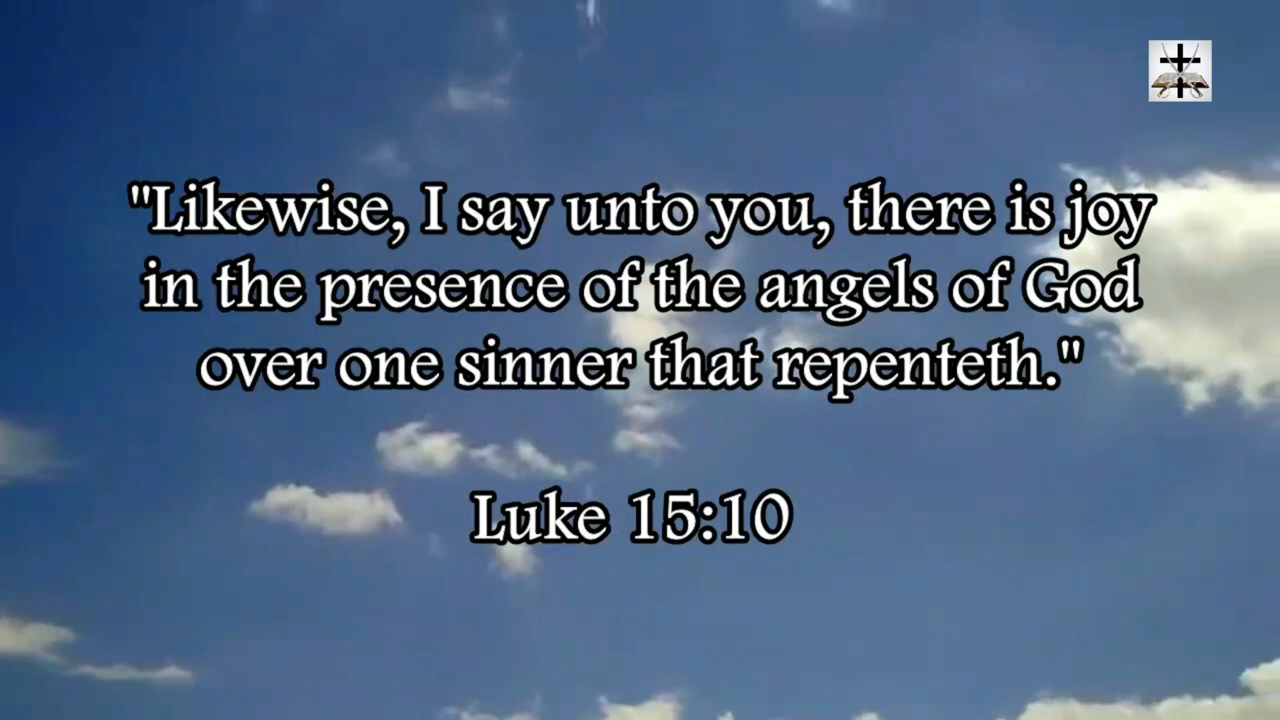 "Likewise, I say unto you, there is joy
in the presence of the angels of God
over one sinner that repenteth."
Luke 15:10